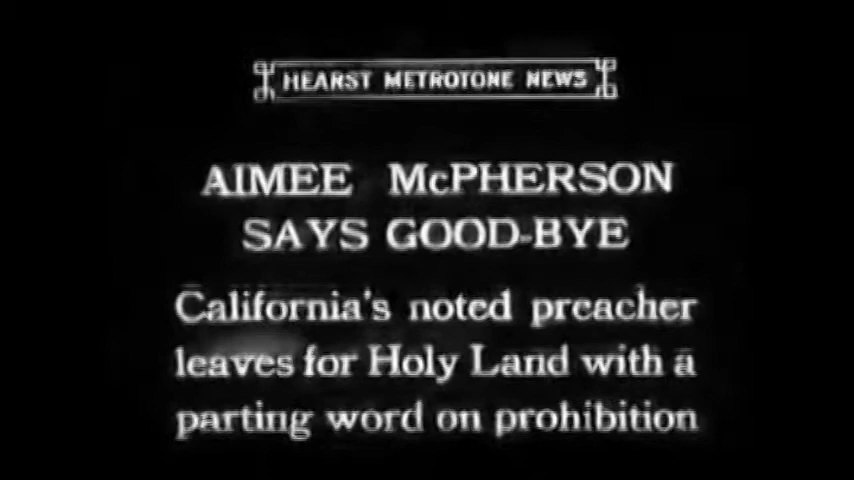 HEARST METROTONE NEWS
AIMEE McPHERSON
SAYS GOOD-BYE
California's noted preacher
leaves for Holy Land with a
parting word on prohibition